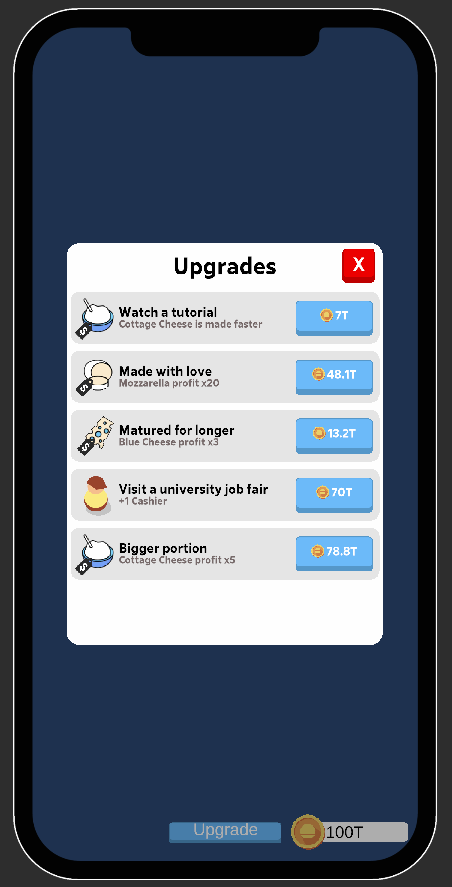 Upgrades
X
Watch a tutorial
Cottage Cheese is made faster
7T
Made with love
Mozzarella profit x20
48.1T
Matured for longer
Blue Cheese profit x3
13.2T
Visit a university job fair
+1 Cashier
70T
Bigger portion
Cottage Cheese profit x5
78.8T
Upgrade
100T